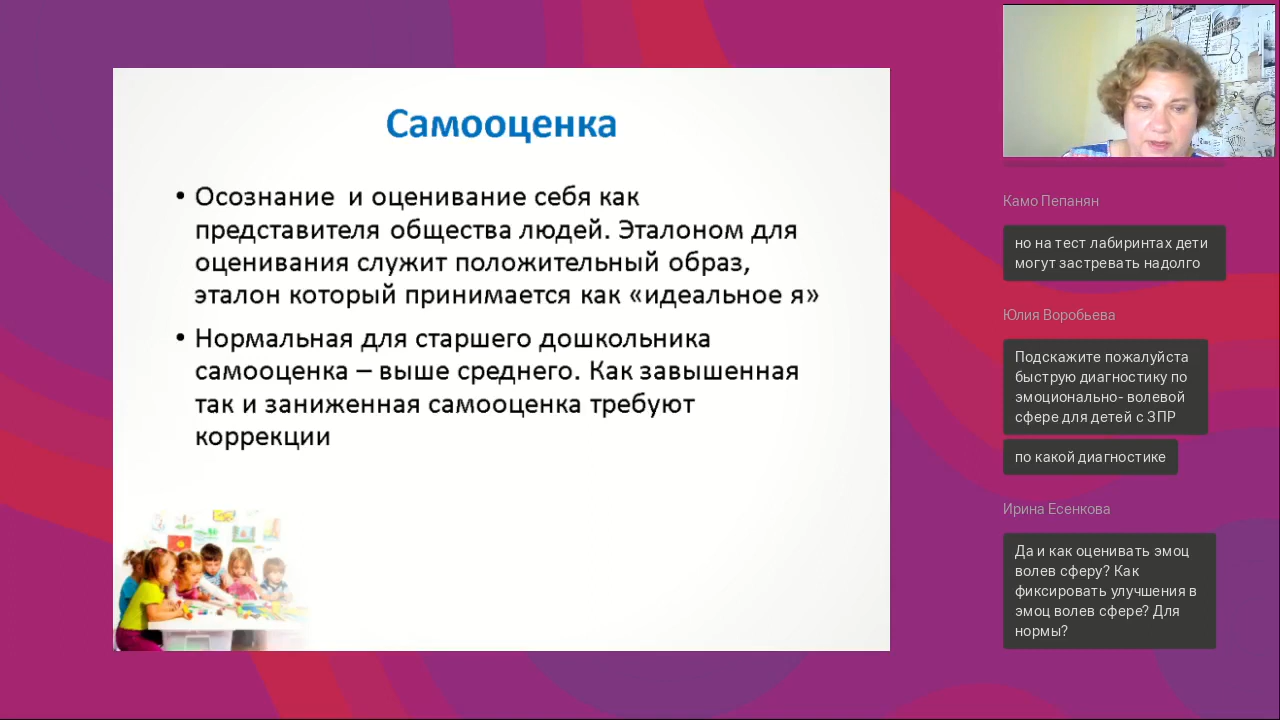 Самооценка
• Осознание и оценивание себя как
представителя общества людей. Эталоном для
оценивания служит положительный образ,
эталон который принимается как «идеальное я»
• Нормальная для старшего дошкольника
самооценка – выше среднего. Как завышенная
так и заниженная самооценка требуют
коррекции
Камо Пепанян
но на тест лабиринтах дети
могут застревать надолго
Юлия Воробьева
Подскажите пожалуйста
быструю диагностику по
эмоционально- волевой
сфере для детей с ЗПР
по какой диагностике
Ирина Есенкова
Да и как оценивать эмоц
волев сферу? Как
фиксировать улучшения в
эмоц волев сфере? Для
нормы?